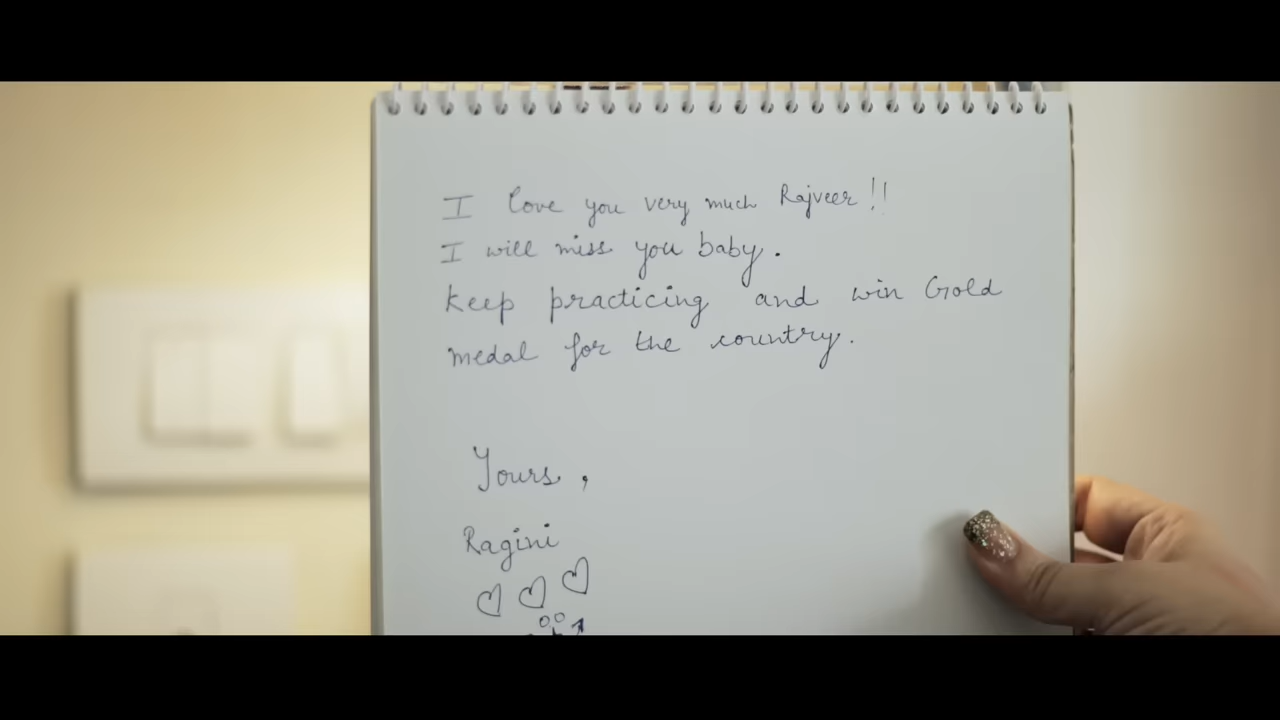 I love you very much Rajveer!!
I will miss you baby.
Keep practicing and win Gold
medal for the country.
Yours,
Ragini